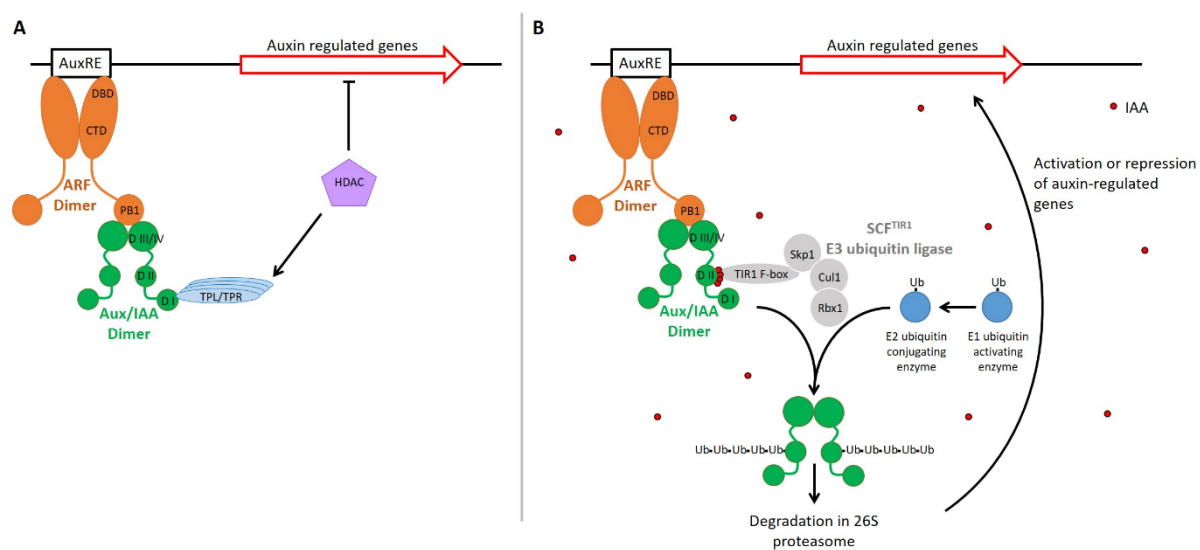 A
Auxin regulated genes
AuxRE
DBD
CTD
ARF
Dimer
HDAC
PB1
D III/IV
D II
D I
TPL/TPR
Aux/IAA
Dimer
B
Auxin regulated genes
AuxRE
DBD
CTD
IAA
Activation or repression
of auxin-regulated
genes
ARF
Dimer
PB1
D III/IV
SCFTIR1
E3 ubiquitin ligase
Skp1
TIR1 F-box
D II
Cul1
Ub
Ub
D I
Rbx1
Aux/IAA
Dimer
E2 ubiquitin
conjugating
enzyme
E1 ubiquitin
activating
enzyme
Ub-Ub-Ub-Ub-Ub
Ub-Ub-Ub-Ub-Ub
Degradation in 26S
proteasome